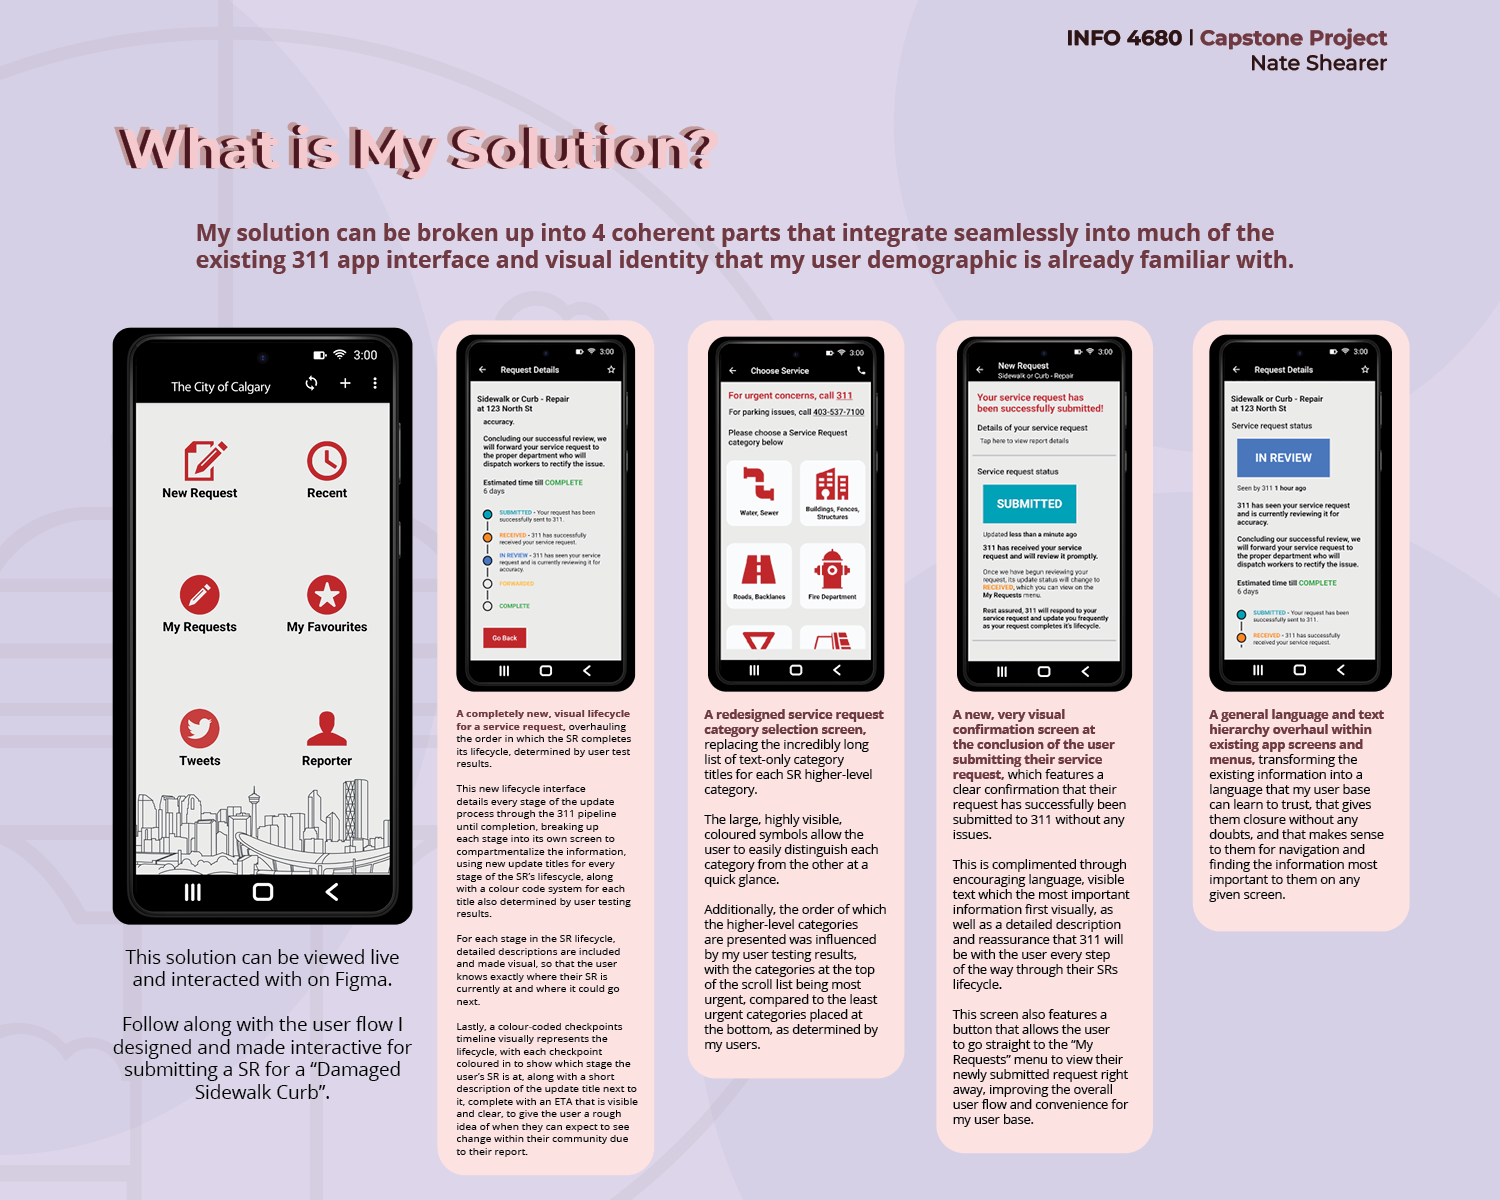 INFO 4680 | Capstone Project
Nate Shearer
What is My Solution?
My solution can be broken up into 4 coherent parts that integrate seamlessly into much of the
existing 311 app interface and visual identity that my user demographic is already familiar with.
3:00
The City of Calgary
New Request
Recent
My Requests
My Favourites
Tweets
Reporter
This solution can be viewed live
and interacted with on Figma.
Follow along with the user flow I
designed and made interactive for
submitting a SR for a “Damaged
Sidewalk Curb”.
3:00
Request Details
Sidewalk or Curb - Repair
at 123 North St
accuracy.
Concluding our successful review, we
will forward your service request to
the proper department who will
dispatch workers to rectify the issue.
Estimated time till COMPLETE
6 days
SUBMITTED - Your request has been
successfully sent to 311.
RECEIVED - 311 has successfully
received your service request.
IN REVIEW - 311 has seen your service
request and is currently reviewing it for
accuracy.
FORWARDED
COMPLETE
Go Back
A completely new, visual lifecycle
for a service request, overhauling
the order in which the SR completes
its lifecycle, determined by user test
results.
This new lifecycle interface
details every stage of the update
process through the 311 pipeline
until completion, breaking up
each stage into its own screen to
compartmentalize the information,
using new update titles for every
stage of the SR’s lifescycle, along
with a colour code system for each
title also determined by user testing
results.
For each stage in the SR lifecycle,
detailed descriptions are included
and made visual, so that the user
knows exactly where their SR is
currently at and where it could go
next.
Lastly, a colour-coded checkpoints
timeline visually represents the
lifecycle, with each checkpoint
coloured in to show which stage the
user’s SR is at, along with a short
description of the update title next to
it, complete with an ETA that is visible
and clear, to give the user a rough
idea of when they can expect to see
change within their community due
to their report.
3:00
Choose Service
For urgent concerns, call 311
For parking issues, call 403-537-7100
Please choose a Service Request
category below
Water, Sewer
Buildings, Fences,
Structures
Roads, Backlanes
Fire Department
A redesigned service request
category selection screen,
replacing the incredibly long
list of text-only category
titles for each SR higher-level
category.
The large, highly visible,
coloured symbols allow the
user to easily distinguish each
category from the other at a
quick glance.
Additionally, the order of which
the higher-level categories
are presented was influenced
by my user testing results,
with the categories at the top
of the scroll list being most
urgent, compared to the least
urgent categories placed at
the bottom, as determined by
my users.
3:00
New Request
Sidewalk or Curb - Repair
Your service request has
been successfully submitted!
Details of your service request
Tap here to view report details
Service request status
SUBMITTED
Updated less than a minute ago
311 has received your service
request and will review it promptly.
Once we have begun reviewing your
request, its update status will change to
RECEIVED, which you can view on the
My Requests menu.
Rest assured, 311 will respond to your
service request and update you frequently
as your request completes it's lifecycle.
A new, very visual
confirmation screen at
the conclusion of the user
submitting their service
request, which features a
clear confirmation that their
request has successfully been
submitted to 311 without any
issues.
This is complimented through
encouraging language, visible
text which the most important
information first visually, as
well as a detailed description
and reassurance that 311 will
be with the user every step
of the way through their SRs
lifecycle.
This screen also features a
button that allows the user
to go straight to the “My
Requests” menu to view their
newly submitted request right
away, improving the overall
user flow and convenience for
my user base.
3:00
Request Details
Sidewalk or Curb - Repair
at 123 North St
Service request status
IN REVIEW
Seen by 311 1 hour ago
311 has seen your service request
and is currently reviewing it for
accuracy.
Concluding our successful review, we
will forward your service request to
the proper department who will
dispatch workers to rectify the issue.
Estimated time till COMPLETE
6 days
SUBMITTED - Your request has been
successfully sent to 311.
RECEIVED - 311 has successfully
received your service request.
A general language and text
hierarchy overhaul within
existing app screens and
menus, transforming the
existing information into a
language that my user base
can learn to trust, that gives
them closure without any
doubts, and that makes sense
to them for navigation and
finding the information most
important to them on any
given screen.